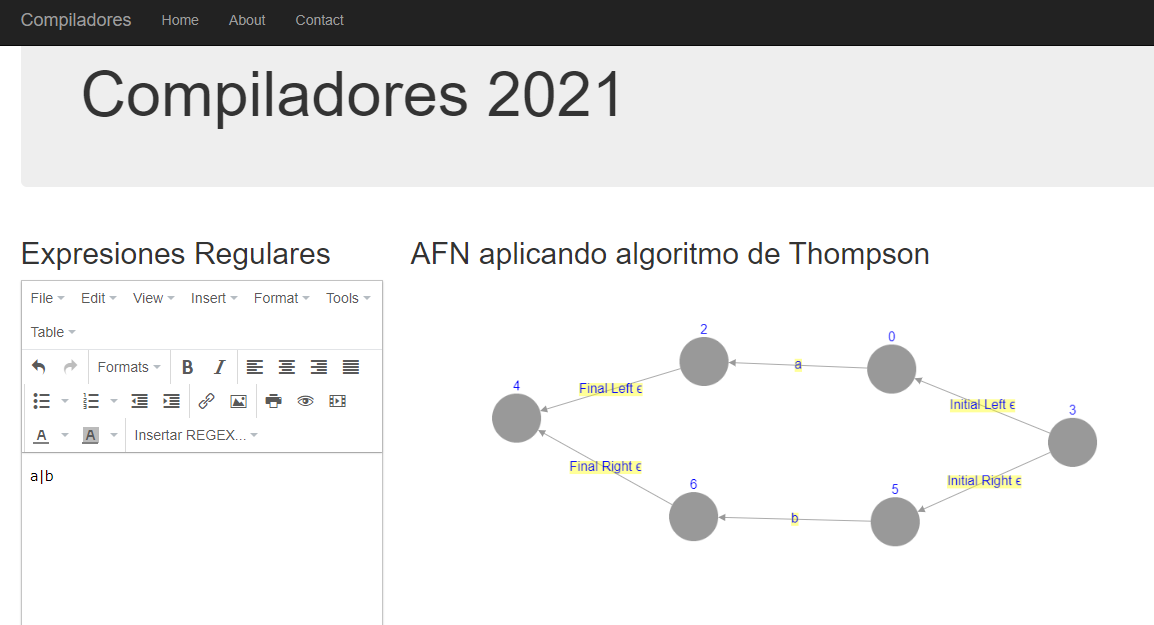 Compiladores Home About Contact
Compiladores 2021
Expresiones Regulares
File Edit View Insert Format Tools
Table
Formats B I
A A Insertar REGEX...
a|b
AFN aplicando algoritmo de Thompson
2
0
a
4
Final Left ϵ
Initial Left ϵ
3
Final Right ϵ
Initial Right ϵ
6
5
b